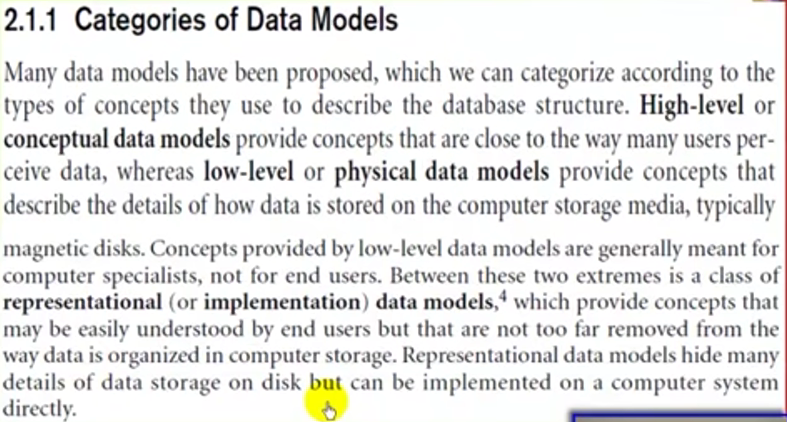 2.1.1 Categories of Data Models
Many data models have been proposed, which we can categorize according to the
types of concepts they use to describe the database structure. High-level or
conceptual data models provide concepts that are close to the way many users per-
ceive data, whereas low-level or physical data models provide concepts that
describe the details of how data is stored on the computer storage media, typically
magnetic disks. Concepts provided by low-level data models are generally meant for
computer specialists, not for end users. Between these two extremes is a class of
representational (or implementation) data models,⁴ which provide concepts that
may be easily understood by end users but that are not too far removed from the
way data is organized in computer storage. Representational data models hide many
details of data storage on disk but can be implemented on a computer system
directly.